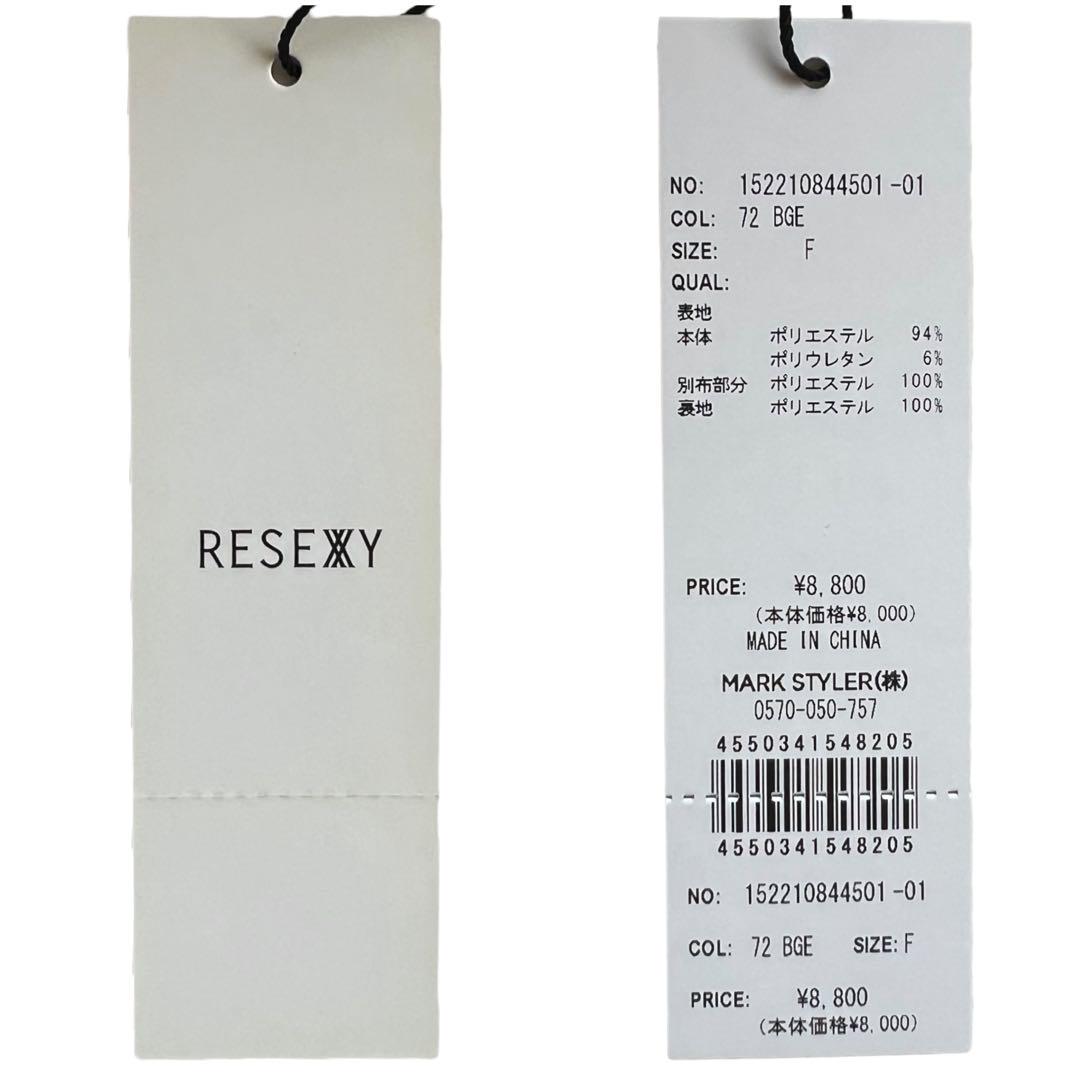 RESEXXY
NO: 152210844501-01
COL: 72 BGE
SIZE: F
QUAL:
表地
本体 ポリエステル 94%
ポリウレタン 6%
別布部分 ポリエステル 100%
裏地 ポリエステル 100%
PRICE: ¥8,800
(本体価格¥8,000)
MADE IN CHINA
MARK STYLER(株)
0570-050-757
4550341548205
4550341548205
NO: 152210844501-01
COL: 72 BGE SIZE: F
PRICE: ¥8,800
(本体価格¥8,000)